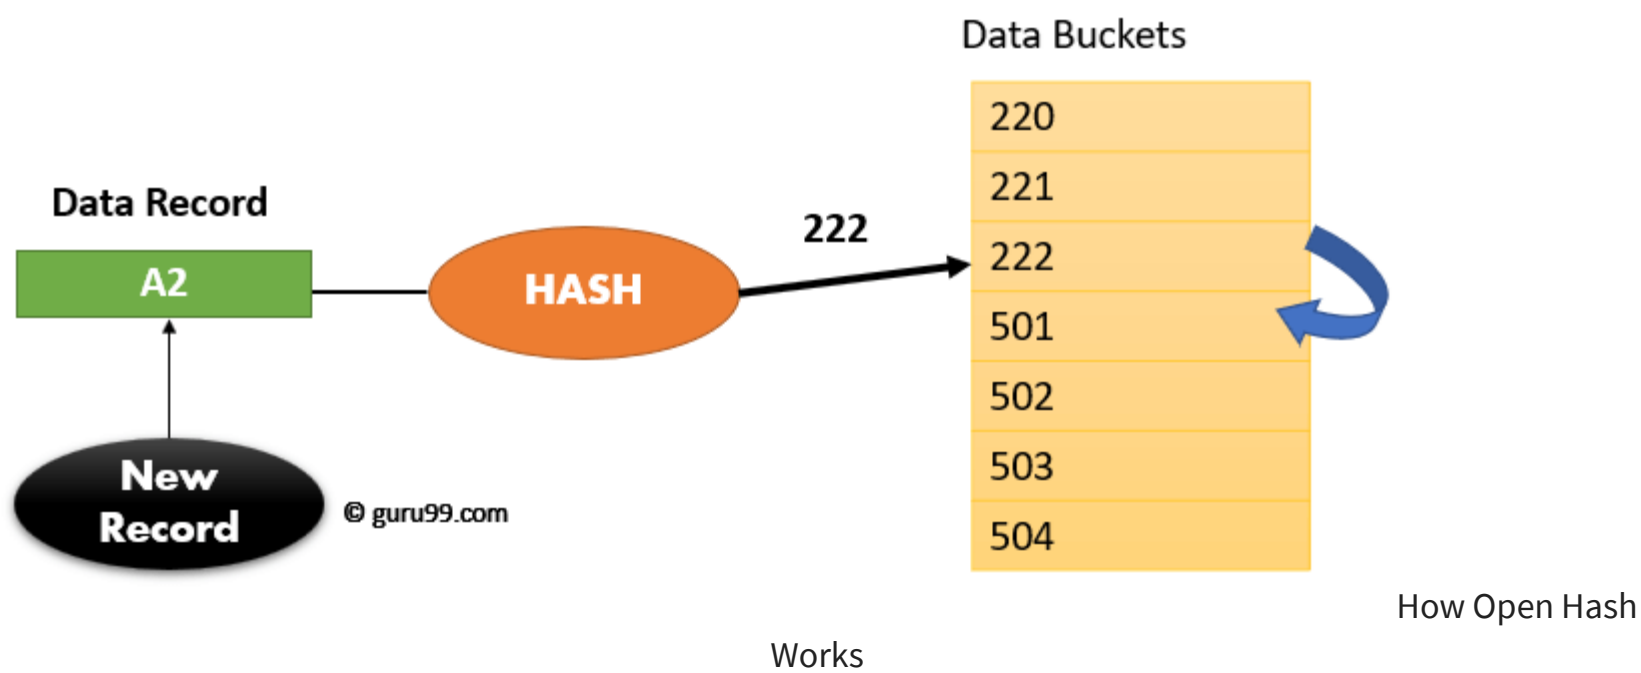 Data Buckets
220
221
Data Record
222
222
A2
HASH
501
502
New
Record
503
© guru99.com
504
How Open Hash
Works